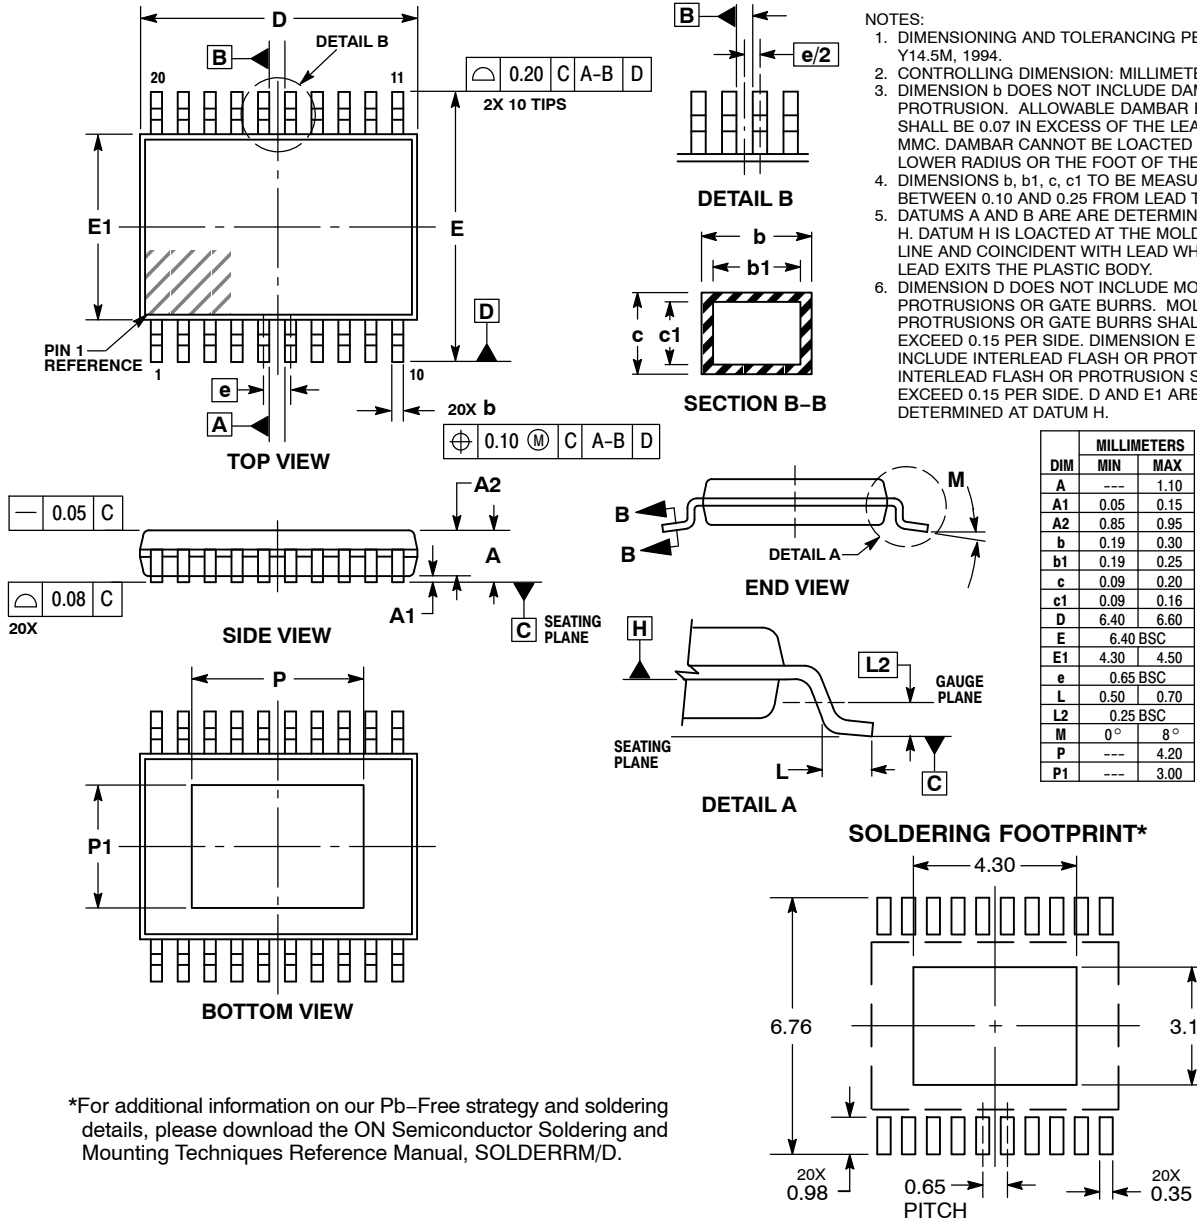 D
B
DETAIL B
20
11
0.20 C A–B D
2X 10 TIPS
E1
E
D
PIN 1
REFERENCE
1
10
e
20X b
A
0.10 Ⓜ C A–B D
TOP VIEW
B
e/2
DETAIL B
b
b1
c
c1
SECTION B–B
NOTES:
1. DIMENSIONING AND TOLERANCING
Y14.5M, 1994.
2. CONTROLLING DIMENSION:
3. DIMENSION b DOES NOT INCLUDE
PROTRUSION. ALLOWABLE DAMBAR
SHALL BE 0.07 IN EXCESS OF THE
MMC. DAMBAR CANNOT BE LOACTED
LOWER RADIUS OR THE FOOT OF THE
4. DIMENSIONS b, b1, c, c1 TO BE
BETWEEN 0.10 AND 0.25 FROM LEAD
5. DATUMS A AND B ARE ARE
H. DATUM H IS LOACTED AT THE
LINE AND COINCIDENT WITH LEAD
LEAD EXITS THE PLASTIC BODY.
6. DIMENSION D DOES NOT INCLUDE
PROTRUSIONS OR GATE BURRS.
PROTRUSIONS OR GATE BURRS
EXCEED 0.15 PER SIDE. DIMENSION
INCLUDE INTERLEAD FLASH OR
INTERLEAD FLASH OR PROTRUSION
EXCEED 0.15 PER SIDE. D AND E1 ARE
DETERMINED AT DATUM H.
MILLIMETERS
DIM MIN MAX
A --- 1.10
A1 0.05 0.15
A2 0.85 0.95
b 0.19 0.30
b1 0.19 0.25
c 0.09 0.20
c1 0.09 0.16
D 6.40 6.60
E 6.40 BSC
E1 4.30 4.50
e 0.65 BSC
L 0.50 0.70
L2 0.25 BSC
M 0° 8°
P --- 4.20
P1 --- 3.00
— 0.05 C
0.08 C
20X
A2
A
A1
C
SEATING
PLANE
SIDE VIEW
B
B
M
DETAIL A
END VIEW
H
L2
GAUGE
PLANE
SEATING
PLANE
L
C
DETAIL A
P
P1
BOTTOM VIEW
SOLDERING FOOTPRINT*
4.30
6.76
3.1
20X
0.98
0.65
PITCH
20X
0.35
*For additional information on our Pb–Free strategy and soldering
details, please download the ON Semiconductor Soldering and
Mounting Techniques Reference Manual, SOLDERRM/D.